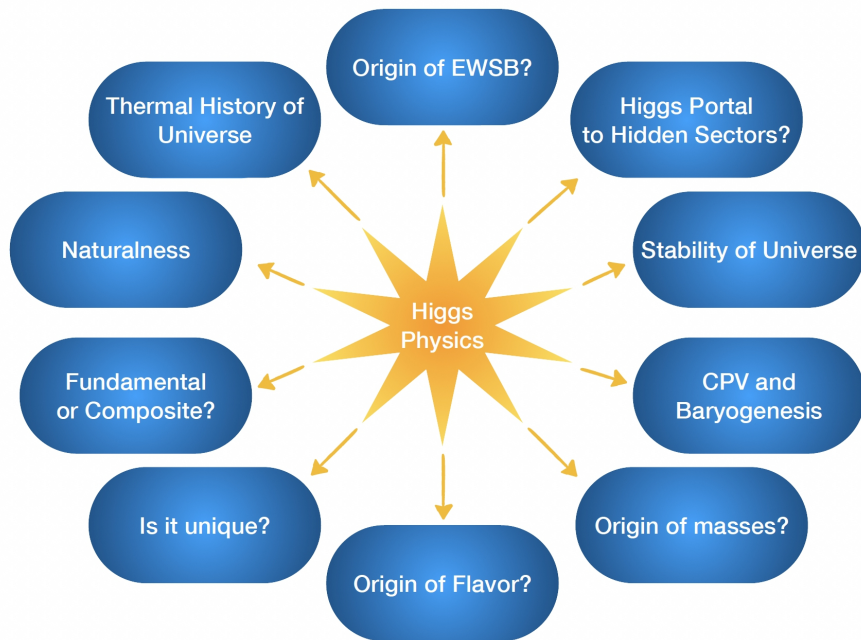 Origin of EWSB?
Thermal History of
Universe
Higgs Portal
to Hidden Sectors?
Naturalness
Stability of Universe
Higgs
Physics
Fundamental
or Composite?
CPV and
Baryogenesis
Is it unique?
Origin of masses?
Origin of Flavor?